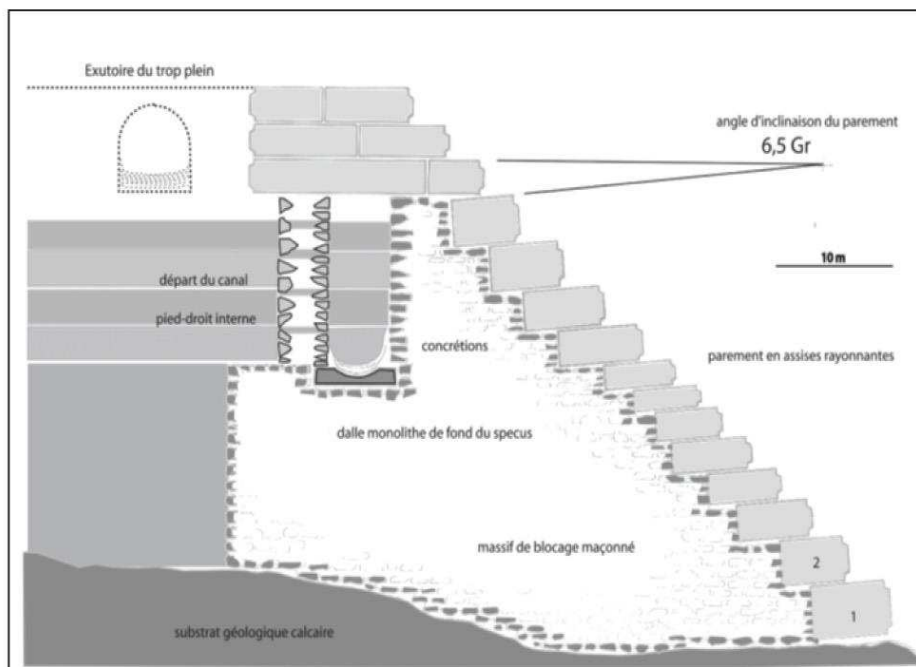 Exutoire du trop plein
angle d'inclinaison du parement
6,5 Gr
10 m
départ du canal
pied-droit interne
concrétions
parement en assises rayonnantes
dalle monolithe de fond du specus
massif de blocage maçonné
2
1
substrat géologique calcaire